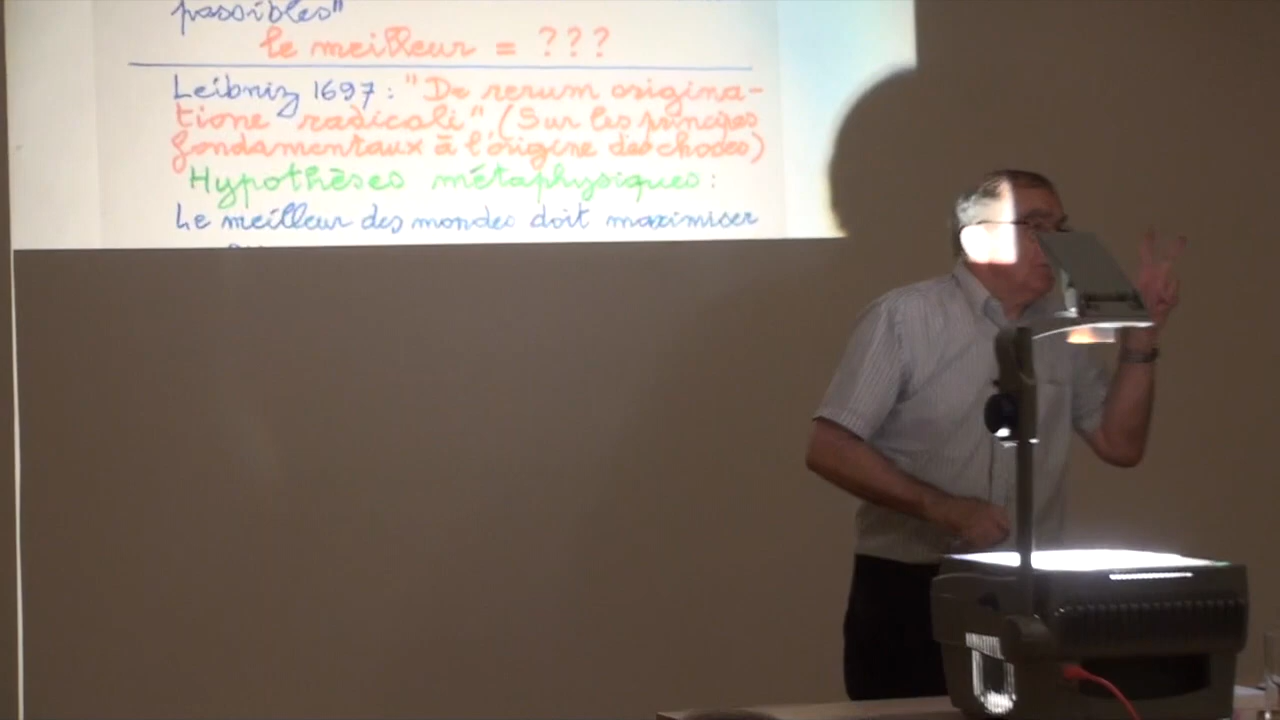 possibles"
le meilleur = ???
Leibniz 1697 : "De rerum origina-
tione radicali" (Sur les principes
fondamentaux à l'origine des choses)
Hypothèses métaphysiques :
Le meilleur des mondes doit maximiser